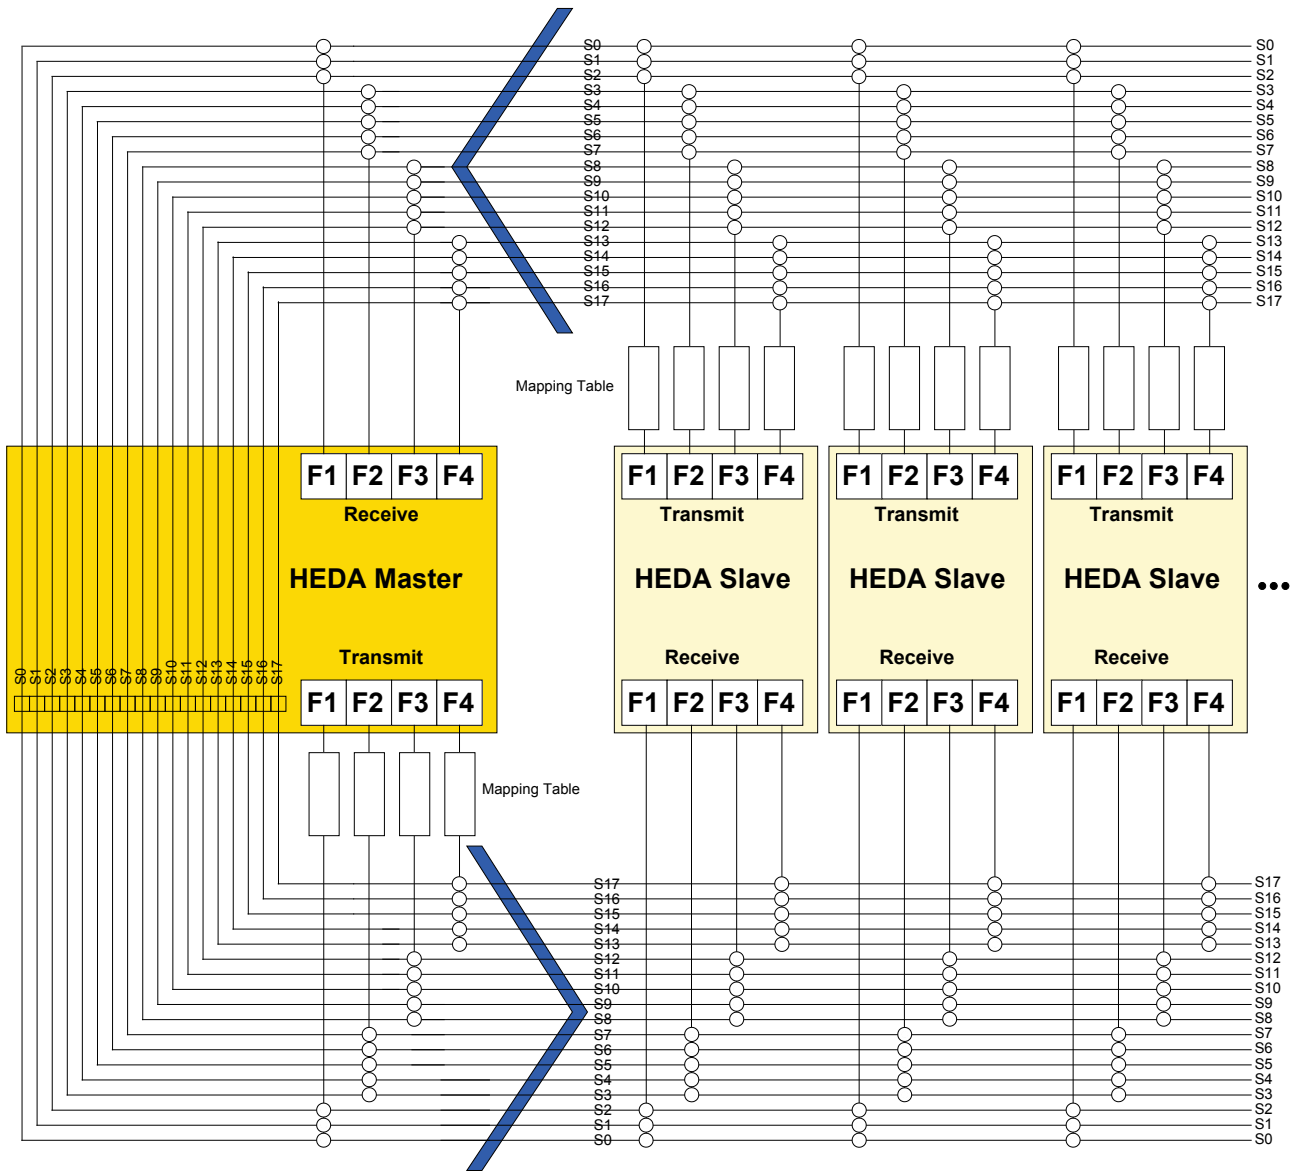 S0 S0
S1 S1
S2 S2
S3 S3
S4 S4
S5 S5
S6 S6
S7 S7
S8 S8
S9 S9
S10 S10
S11 S11
S12 S12
S13 S13
S14 S14
S15 S15
S16 S16
S17 S17
Mapping Table
F1 F2 F3 F4 F1 F2 F3 F4 F1 F2 F3 F4 F1 F2 F3 F4
Receive Transmit Transmit Transmit
HEDA Master HEDA Slave HEDA Slave HEDA Slave ...
Transmit Receive Receive Receive
S0 S1 S2 S3 S4 S5 S6 S7 S8 S9 S10 S11 S12 S13 S14 S15 S16 S17
F1 F2 F3 F4 F1 F2 F3 F4 F1 F2 F3 F4 F1 F2 F3 F4
Mapping Table
S17 S17
S16 S16
S15 S15
S14 S14
S13 S13
S12 S12
S11 S11
S10 S10
S9 S9
S8 S8
S7 S7
S6 S6
S5 S5
S4 S4
S3 S3
S2 S2
S1 S1
S0 S0